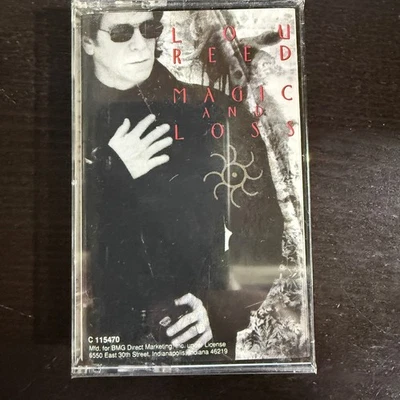 LOU
REED
MAGIC
AND
LOSS
C 115470
Mfd. for BMG Direct Marketing, Inc. under License
6550 East 30th Street, Indianapolis, Indiana 46219